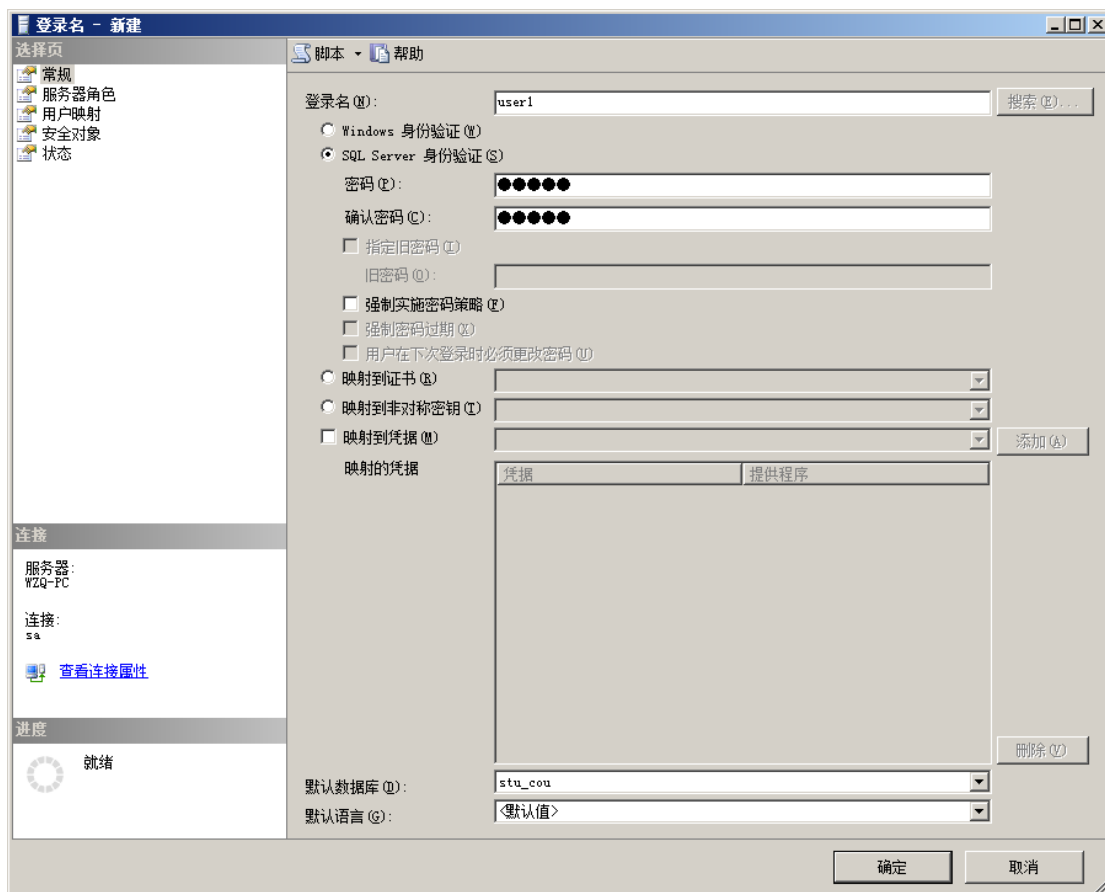 登录名 - 新建
选择页
常规
服务器角色
用户映射
安全对象
状态
脚本 帮助
登录名(N): user1 搜索(E)...
Windows 身份验证(W)
SQL Server 身份验证(S)
密码(P): ●●●●●
确认密码(C): ●●●●●
指定旧密码(I)
旧密码(O):
强制实施密码策略(F)
强制密码过期(X)
用户在下次登录时必须更改密码(U)
映射到证书(R)
映射到非对称密钥(T)
映射到凭据(M) 添加(A)
映射的凭据 凭据 提供程序
删除(V)
默认数据库(D): stu_cou
默认语言(G): <默认值>
连接
服务器:
WZQ-PC
连接:
sa
查看连接属性
进度
就绪
确定 取消